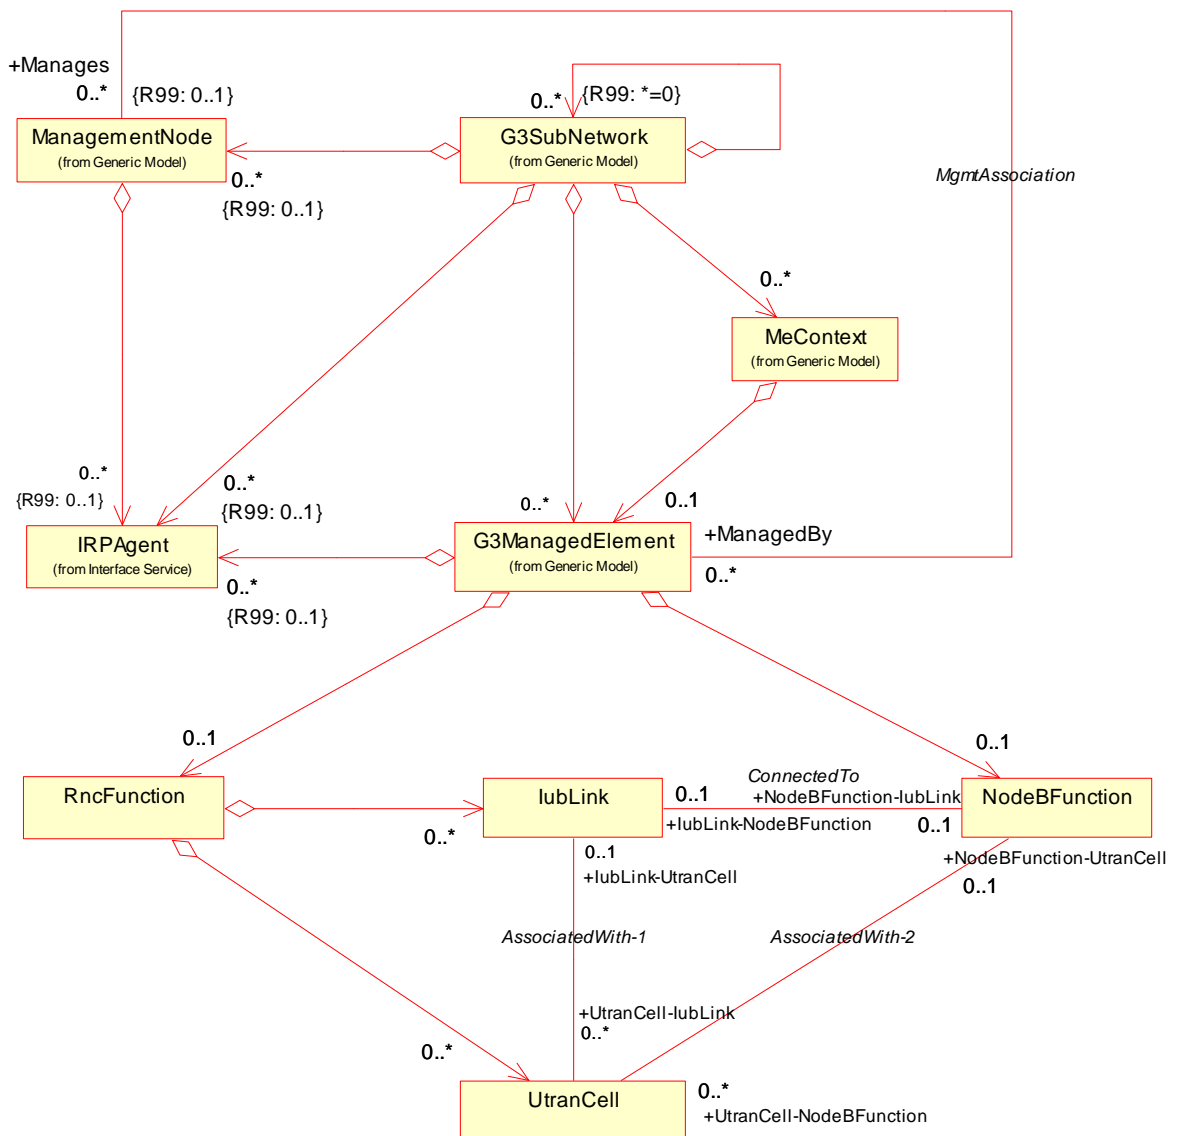 +Manages
0..*
{R99: 0..1}
0..*
{R99: *=0}
ManagementNode
(from Generic Model)
G3SubNetwork
(from Generic Model)
MgmtAssociation
0..*
{R99: 0..1}
0..*
MeContext
(from Generic Model)
0..*
{R99: 0..1}
0..*
{R99: 0..1}
0..*
0..1
IRPAgent
(from Interface Service)
G3ManagedElement
(from Generic Model)
+ManagedBy
0..*
0..*
{R99: 0..1}
0..1
0..1
RncFunction
IubLink
NodeBFunction
ConnectedTo
0..1
+NodeBFunction-IubLink
+IubLink-NodeBFunction
0..1
0..*
0..1
+IubLink-UtranCell
+NodeBFunction-UtranCell
0..1
AssociatedWith-1
AssociatedWith-2
+UtranCell-IubLink
0..*
0..*
UtranCell
0..*
+UtranCell-NodeBFunction